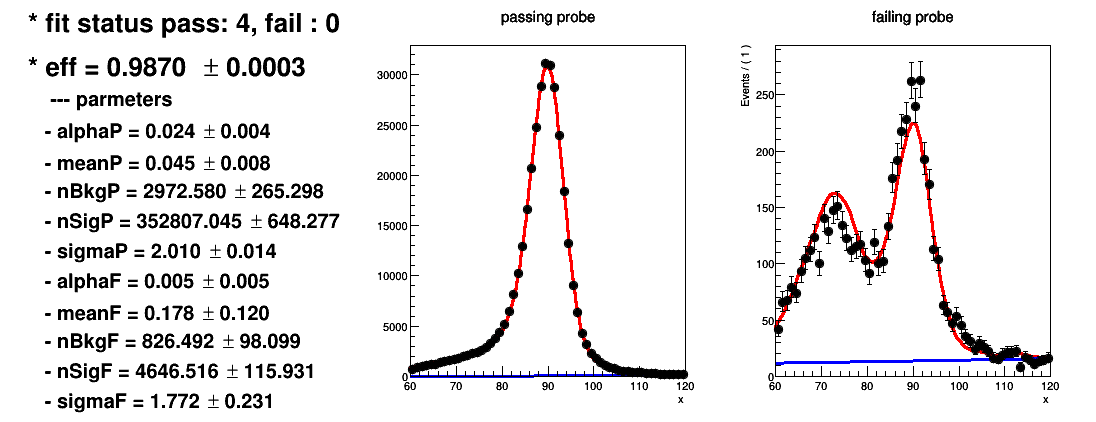 * fit status pass: 4, fail : 0
* eff = 0.9870 ± 0.0003
--- parmeters
- alphaP = 0.024 ± 0.004
- meanP = 0.045 ± 0.008
- nBkgP = 2972.580 ± 265.298
- nSigP = 352807.045 ± 648.277
- sigmaP = 2.010 ± 0.014
- alphaF = 0.005 ± 0.005
- meanF = 0.178 ± 0.120
- nBkgF = 826.492 ± 98.099
- nSigF = 4646.516 ± 115.931
- sigmaF = 1.772 ± 0.231
passing probe
30000
25000
20000
15000
10000
5000
0
60 70 80 90 100 110 120
x
failing probe
Events / ( 1 )
250
200
150
100
50
0
60 70 80 90 100 110 120
x